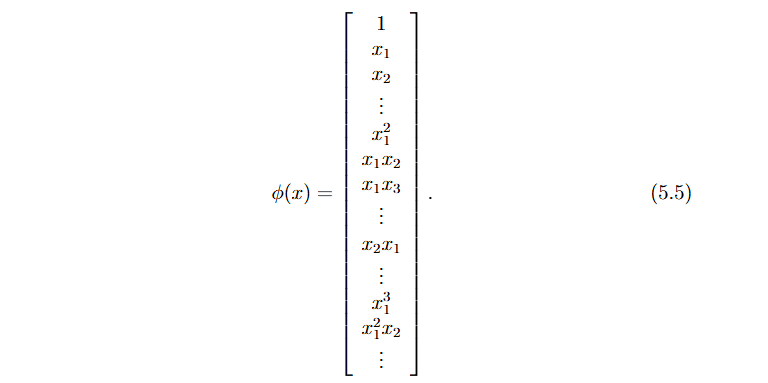 1
x₁
x₂
⋮
x₁²
x₁x₂
ϕ(x) = x₁x₃ . (5.5)
⋮
x₂x₁
⋮
x₁³
x₁²x₂
⋮